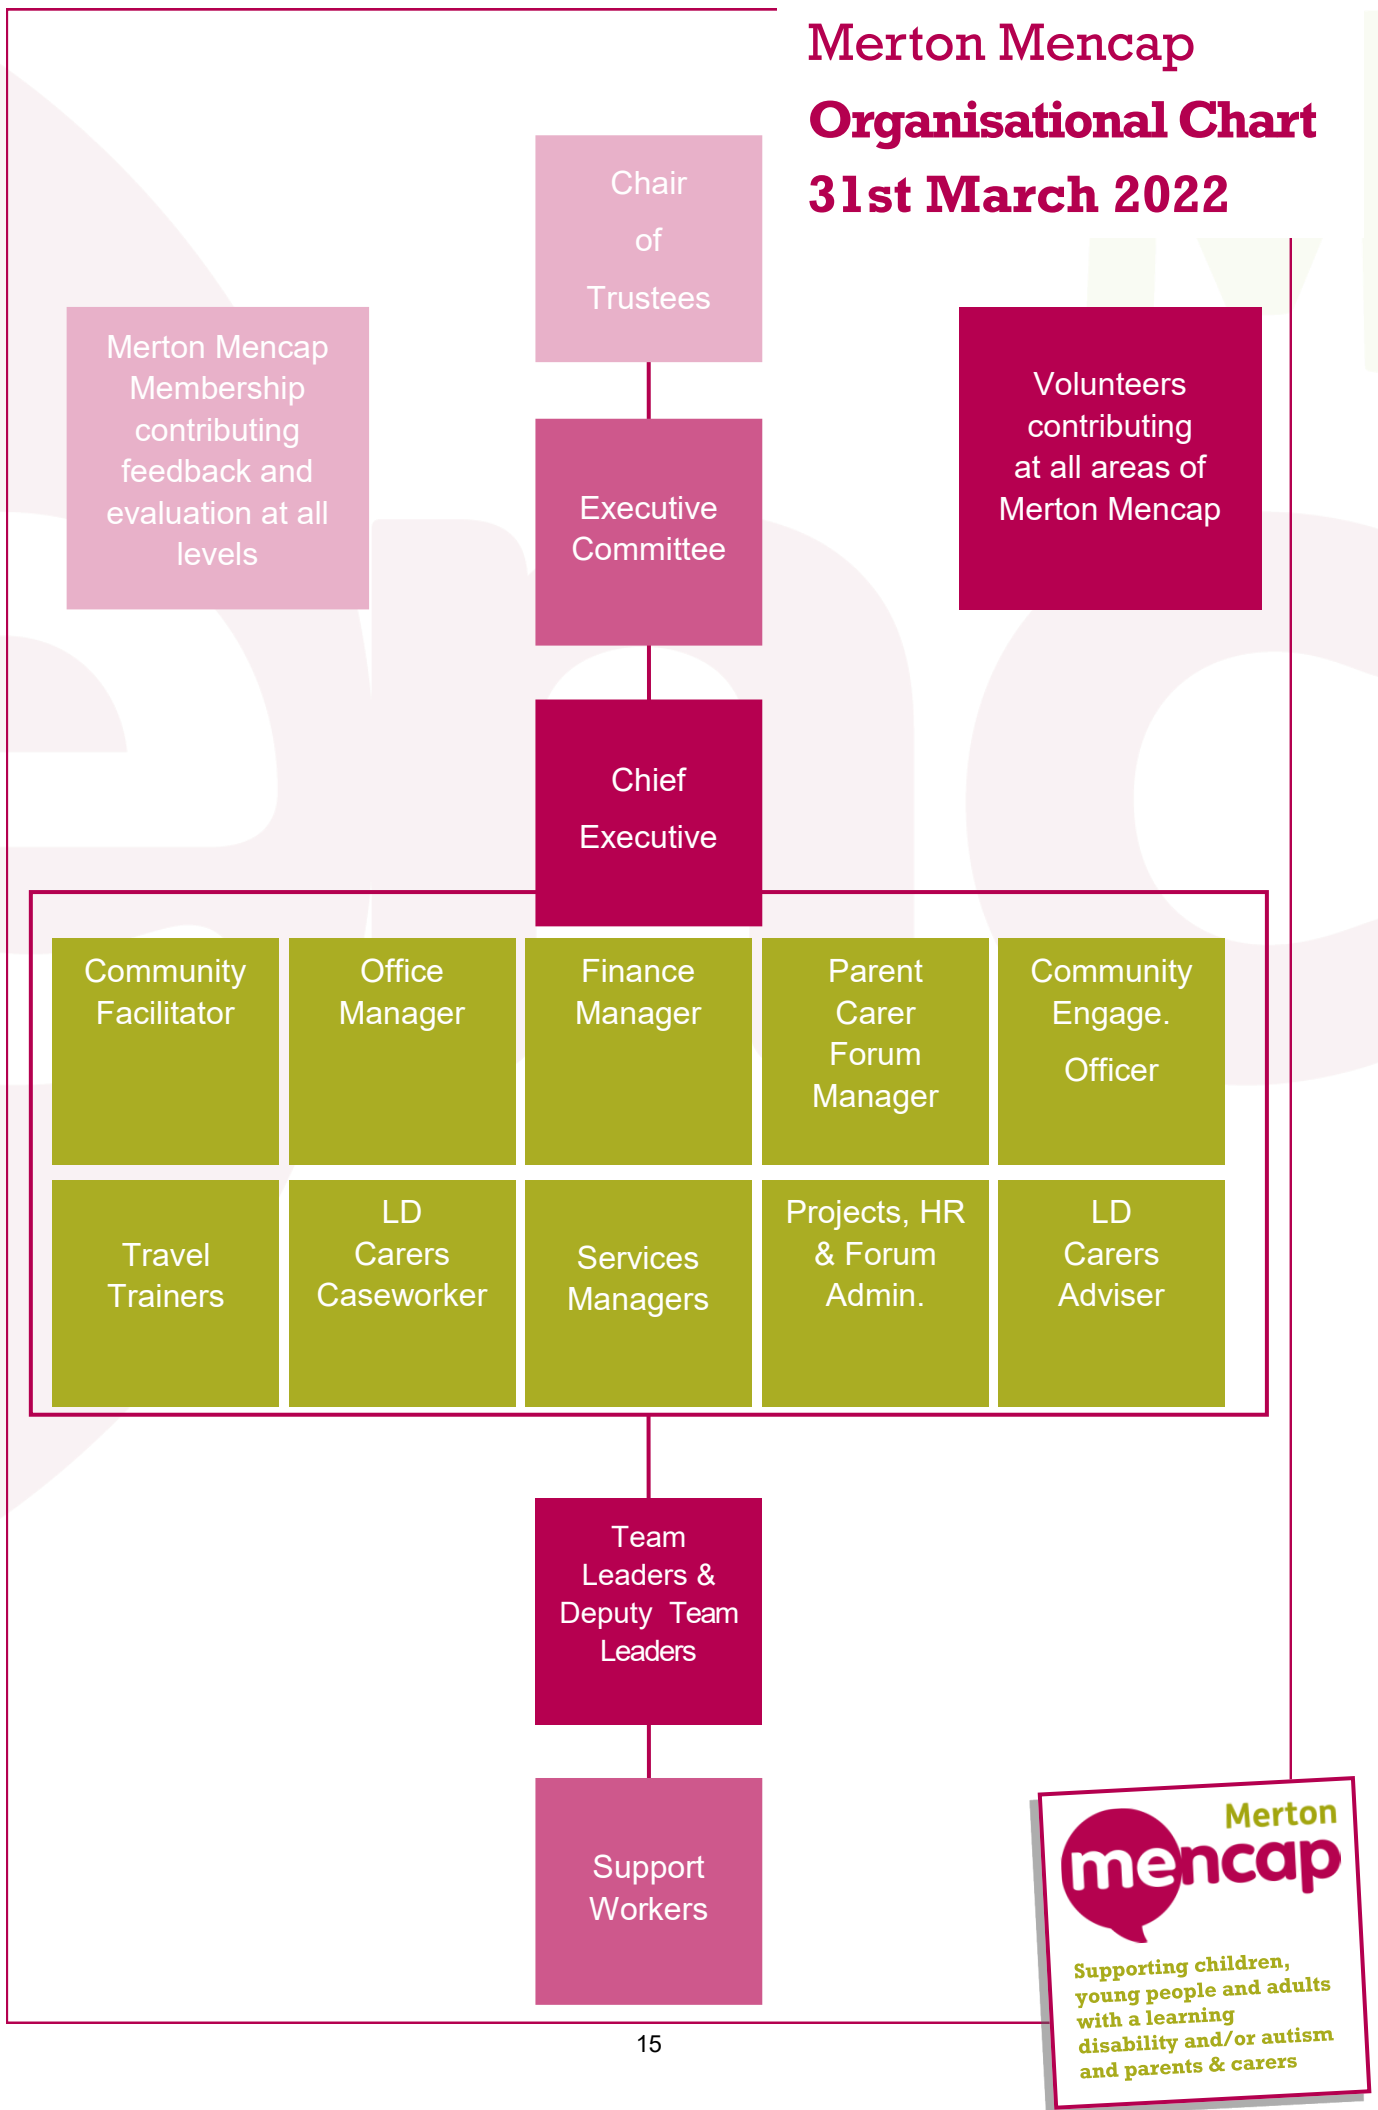 Merton Mencap
Organisational Chart
31st March 2022
Chair
of
Trustees
Merton Mencap
Membership
contributing
feedback and
evaluation at all
levels
Volunteers
contributing
at all areas of
Merton Mencap
Executive
Committee
Chief
Executive
Community
Facilitator
Office
Manager
Finance
Manager
Parent
Carer
Forum
Manager
Community
Engage.
Officer
Travel
Trainers
LD
Carers
Caseworker
Services
Managers
Projects, HR
& Forum
Admin.
LD
Carers
Adviser
Team
Leaders &
Deputy Team
Leaders
Support
Workers
Merton
mencap
Supporting children,
young people and adults
with a learning
disability and/or autism
and parents & carers
15